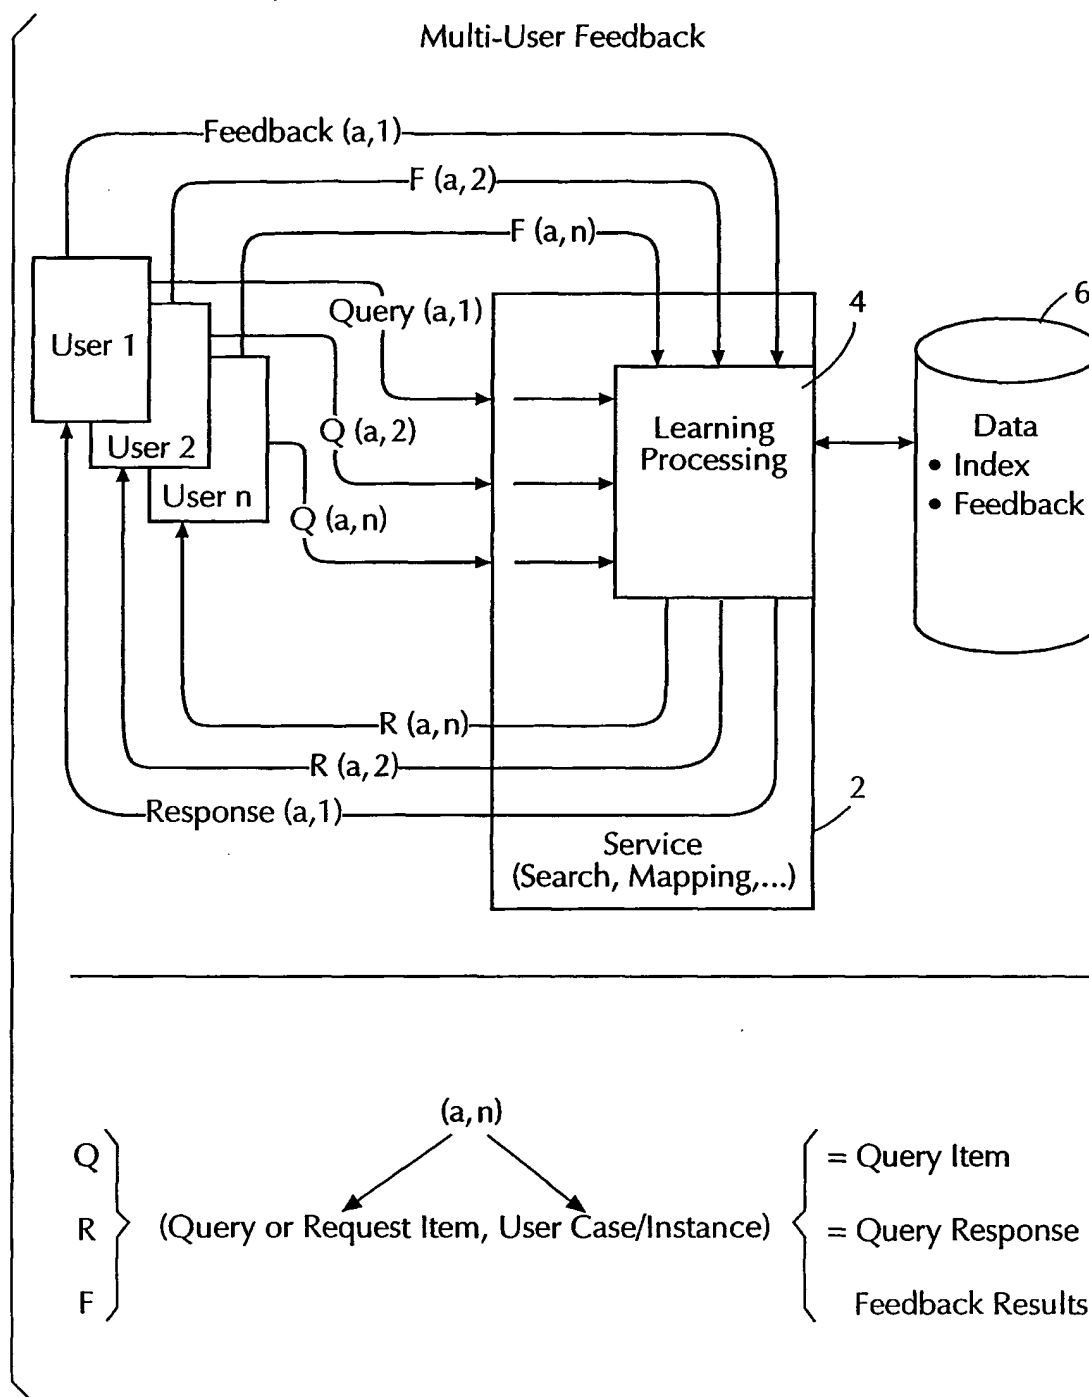 Multi-User Feedback
Feedback (a,1)
F (a,2)
F (a,n)
Query (a,1)
4
6
User 1
Q (a,2)
Learning
Processing
Data
• Index
• Feedback
User 2
User n
Q (a,n)
R (a,n)
R (a,2)
Response (a,1)
2
Service
(Search, Mapping,...)
(a,n)
Q
= Query Item
R
(Query or Request Item, User Case/Instance)
= Query Response
F
Feedback Results